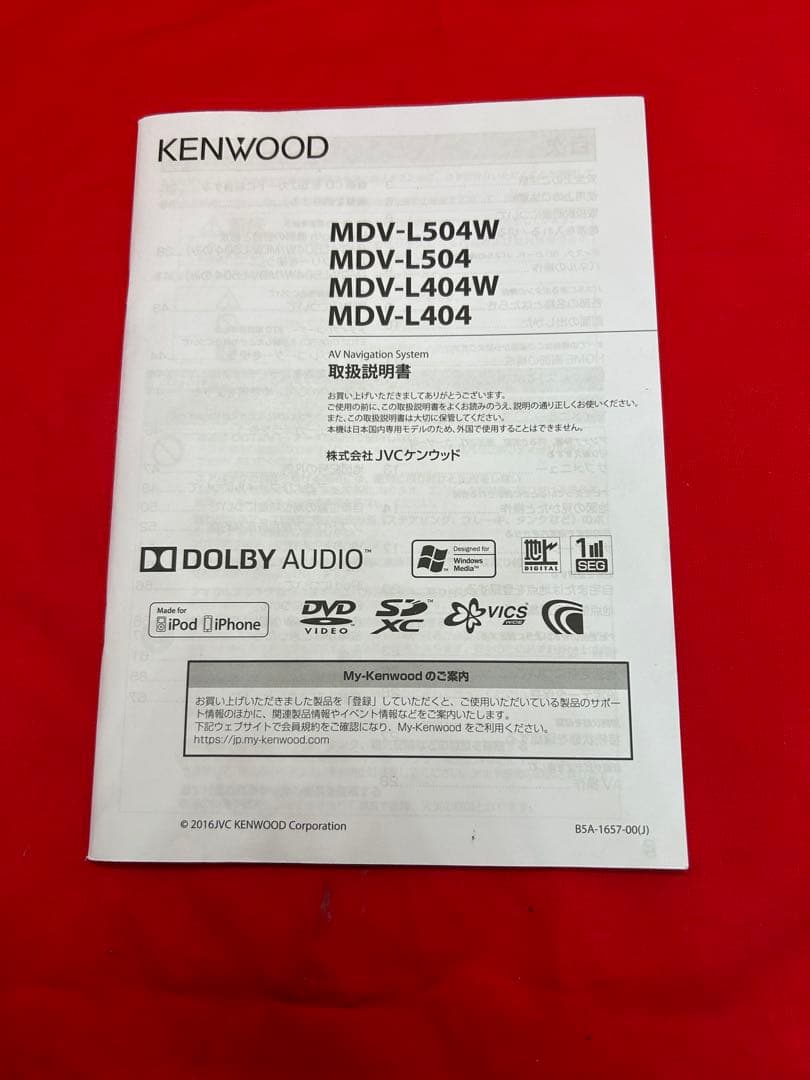 KENWOOD
MDV-L504W
MDV-L504
MDV-L404W
MDV-L404
AV Navigation System
取扱説明書
お買い上げいただきましてありがとうございます。
ご使用の前に、この取扱説明書をよくお読みのうえ、説明の通り正しくお使いください。
また、この取扱説明書は大切に保管してください。
本機は日本国内専用モデルのため、外国で使用することはできません。
株式会社 JVCケンウッド
DOLBY AUDIO™
Designed for
Windows
Media™
地上
DIGITAL
1
SEG
Made for
iPod iPhone
DVD
VIDEO
SD
XC
VICS
WIDE
My-Kenwood のご案内
お買い上げいただきました製品を「登録」していただくと、ご使用いただいている製品のサポー
ト情報のほかに、関連製品情報やイベント情報などをご案内いたします。
下記ウェブサイトで会員規約をご確認になり、My-Kenwood をご利用ください。
https://jp.my-kenwood.com
© 2016JVC KENWOOD Corporation
B5A-1657-00(J)